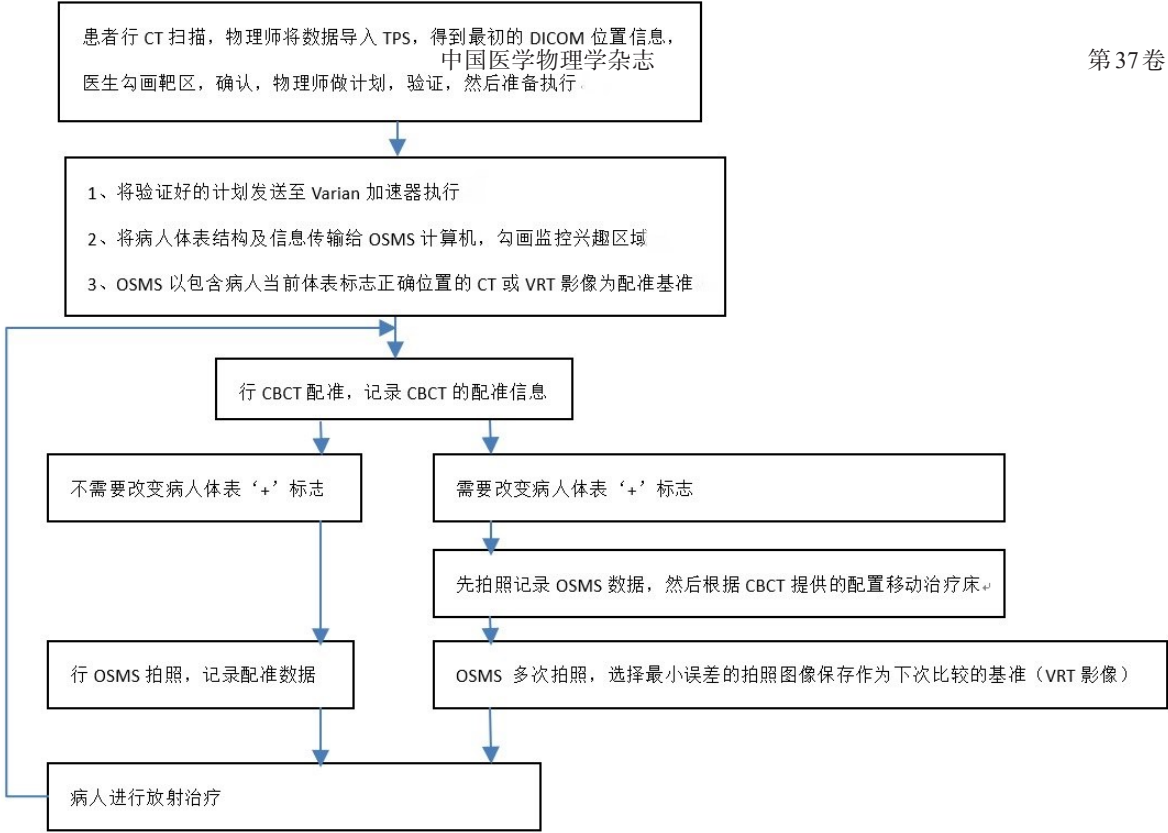 患者行 CT 扫描，物理师将数据导入 TPS，得到最初的 DICOM 位置信息，
中国医学物理学杂志
第37卷
医生勾画靶区，确认，物理师做计划，验证，然后准备执行
1、将验证好的计划发送至 Varian 加速器执行
2、将病人体表结构及信息传输给 OSMS 计算机，勾画监控兴趣区域
3、OSMS 以包含病人当前体表标志正确位置的 CT 或 VRT 影像为配准基准
行 CBCT 配准，记录 CBCT 的配准信息
不需要改变病人体表‘+’标志
需要改变病人体表‘+’标志
先拍照记录 OSMS 数据，然后根据 CBCT 提供的配置移动治疗床↵
行 OSMS 拍照，记录配准数据
OSMS 多次拍照，选择最小误差的拍照图像保存作为下次比较的基准（VRT 影像）
病人进行放射治疗